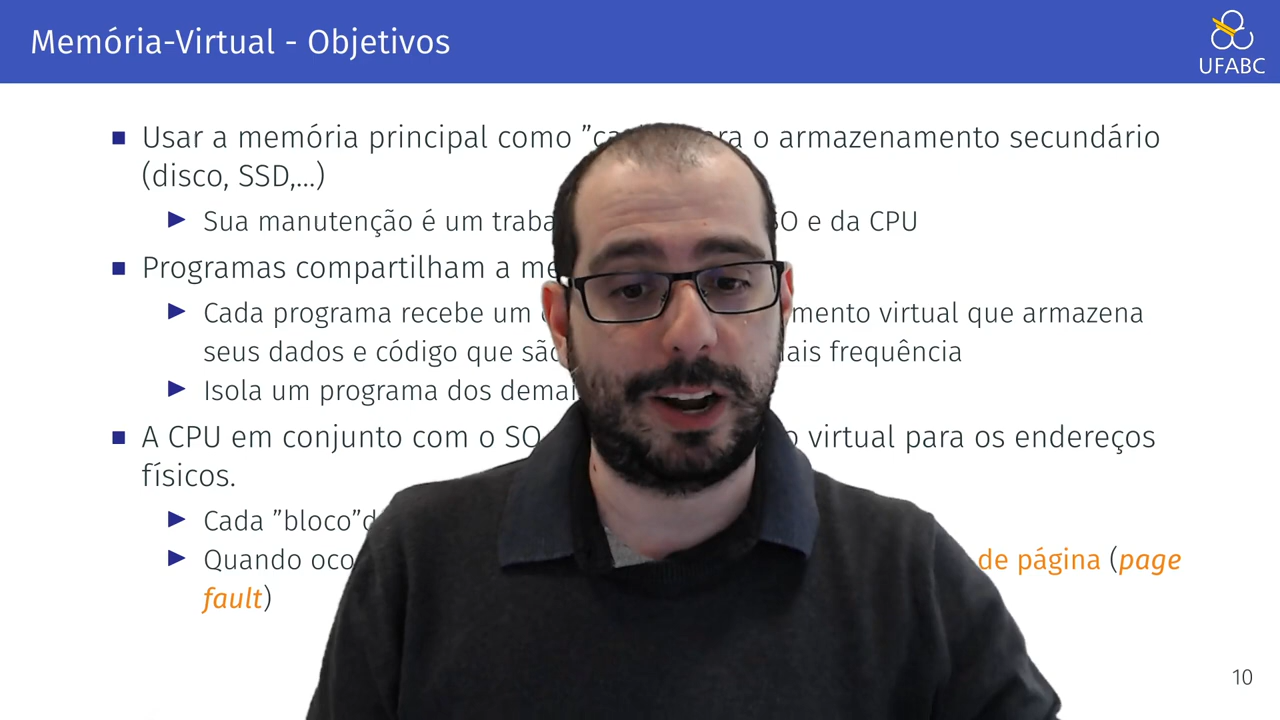 Memória-Virtual - Objetivos
UFABC
Usar a memória principal como ”ca ra o armazenamento secundário
(disco, SSD,...)
Sua manutenção é um traba SO e da CPU
Programas compartilham a me
Cada programa recebe um mento virtual que armazena
seus dados e código que são mais frequência
Isola um programa dos dema
A CPU em conjunto com o SO virtual para os endereços
físicos.
Cada ”bloco”d
Quando oco de página (page
fault)
10